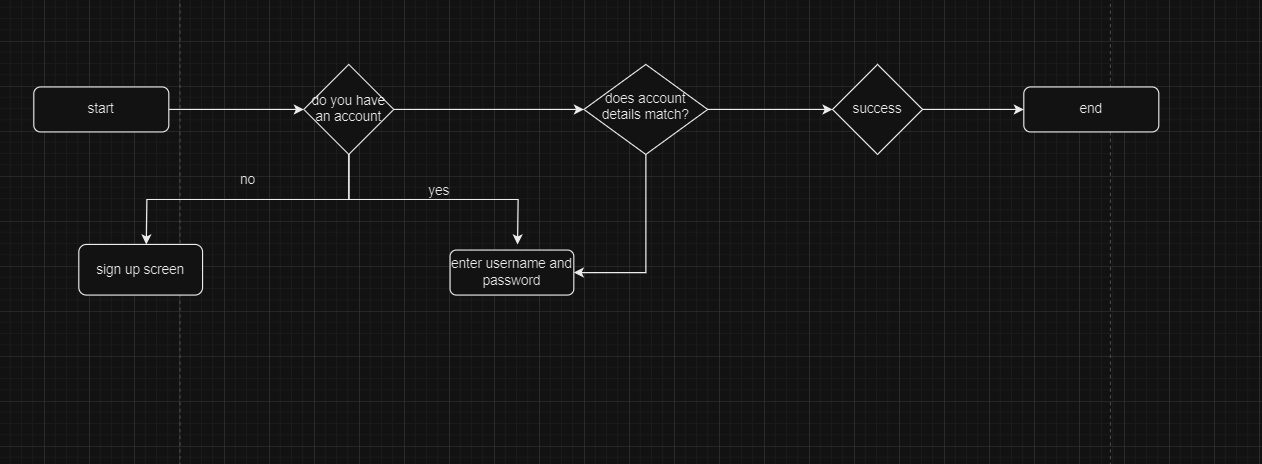 start
do you have
an account
does account
details match?
success
end
no
yes
sign up screen
enter username and
password